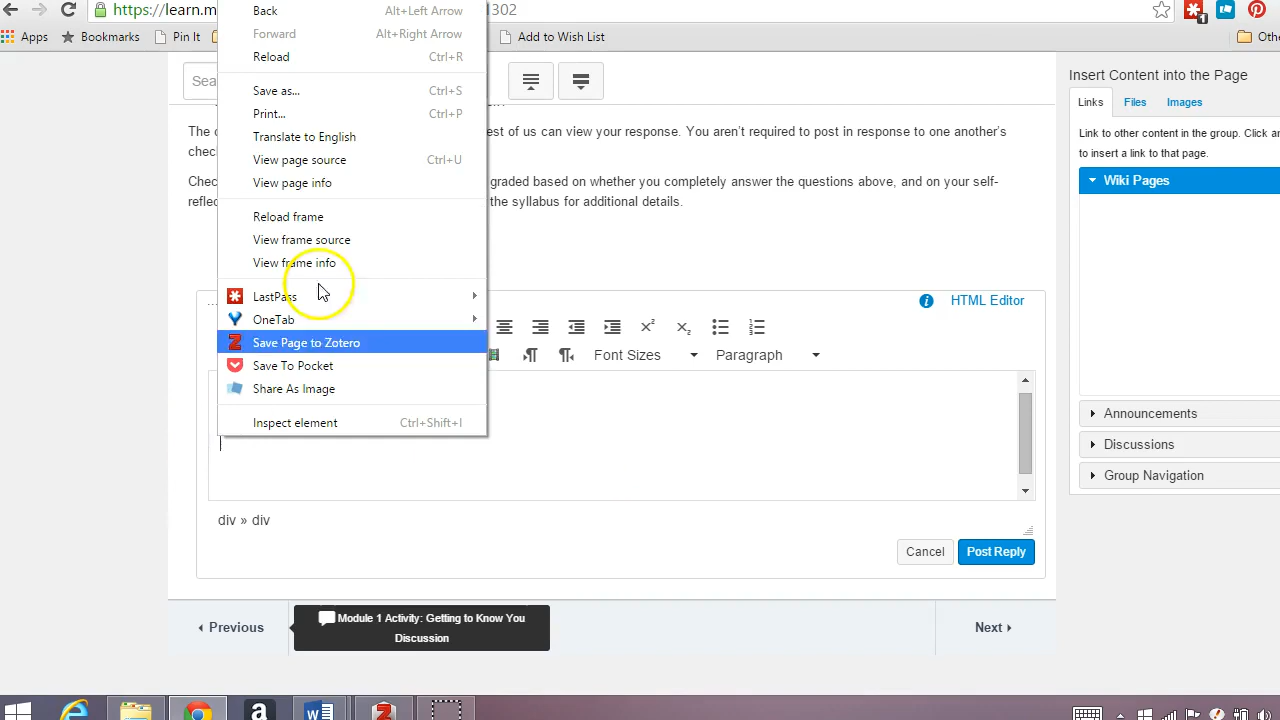 https://learn.m
1302
Apps
Bookmarks
Pin It
Add to Wish List
Back Alt+Left Arrow
Forward Alt+Right Arrow
Reload Ctrl+R
Save as... Ctrl+S
Print... Ctrl+P
Translate to English
View page source Ctrl+U
View page info
Reload frame
View frame source
View frame info
LastPass
OneTab
Save Page to Zotero
Save To Pocket
Share As Image
Inspect element Ctrl+Shift+I
Sea
est of us can view your response. You aren't required to post in response to one another's
graded based on whether you completely answer the questions above, and on your self-
the syllabus for additional details.
HTML Editor
Font Sizes
Paragraph
div » div
Cancel
Post Reply
Previous
Module 1 Activity: Getting to Know You
Discussion
Next
Insert Content into the Page
Links
Files
Images
Link to other content in the group. Click an
to insert a link to that page.
Wiki Pages
Announcements
Discussions
Group Navigation